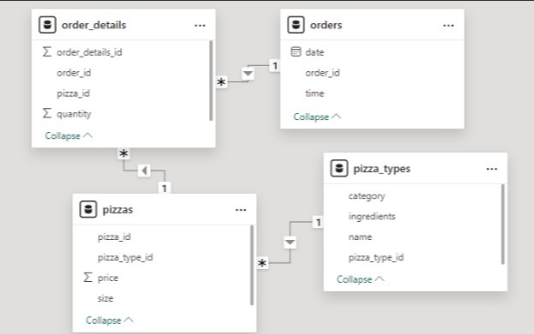 order_details
order_details_id
order_id
pizza_id
quantity
Collapse
orders
date
order_id
time
Collapse
*
1
*
1
pizzas
pizza_id
pizza_type_id
price
size
Collapse
*
1
pizza_types
category
ingredients
name
pizza_type_id
Collapse